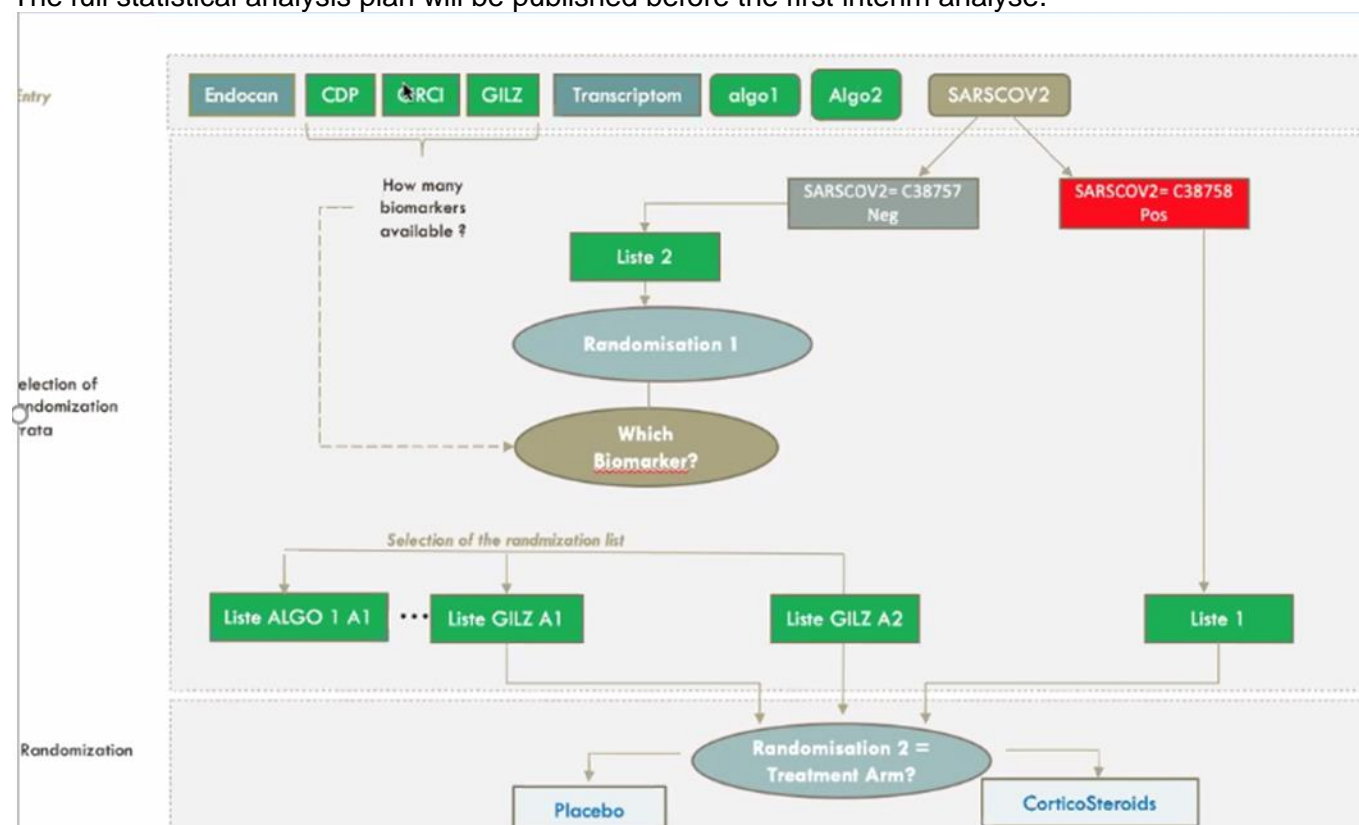 The full statistical analysis plan will be published before the first interim analyse.
Entry
Endocan CDP CIRCI GILZ Transcriptom algo1 Algo2 SARSCOV2
How many
biomarkers
available ?
SARSCOV2= C38757
Neg
SARSCOV2= C38758
Pos
Liste 2
Randomisation 1
election of
ndomization
rata
Which
Biomarker?
Selection of the randmization list
Liste ALGO 1 A1 ••• Liste GILZ A1 Liste GILZ A2 Liste 1
Randomization
Randomisation 2 =
Treatment Arm?
Placebo
CorticoSteroids